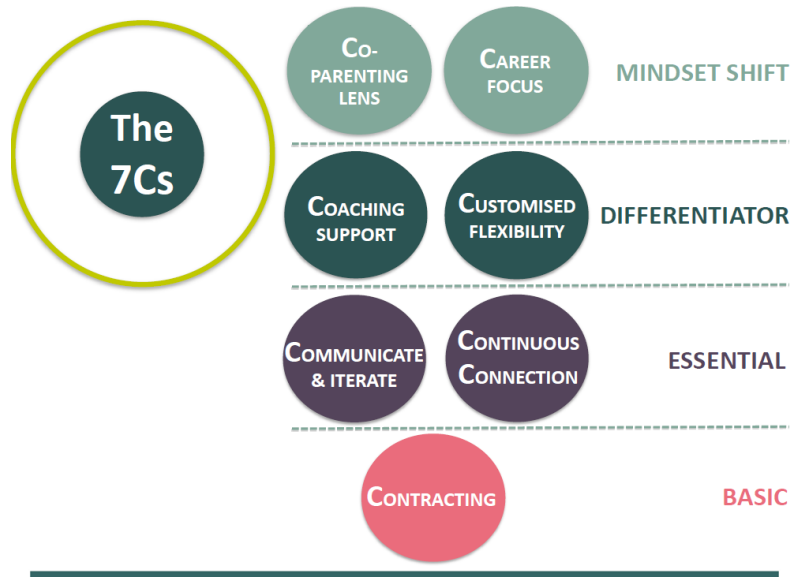 The
7Cs
CO-
PARENTING
LENS
CAREER
FOCUS
MINDSET SHIFT
COACHING
SUPPORT
CUSTOMISED
FLEXIBILITY
DIFFERENTIATOR
COMMUNICATE
& ITERATE
CONTINUOUS
CONNECTION
ESSENTIAL
CONTRACTING
BASIC